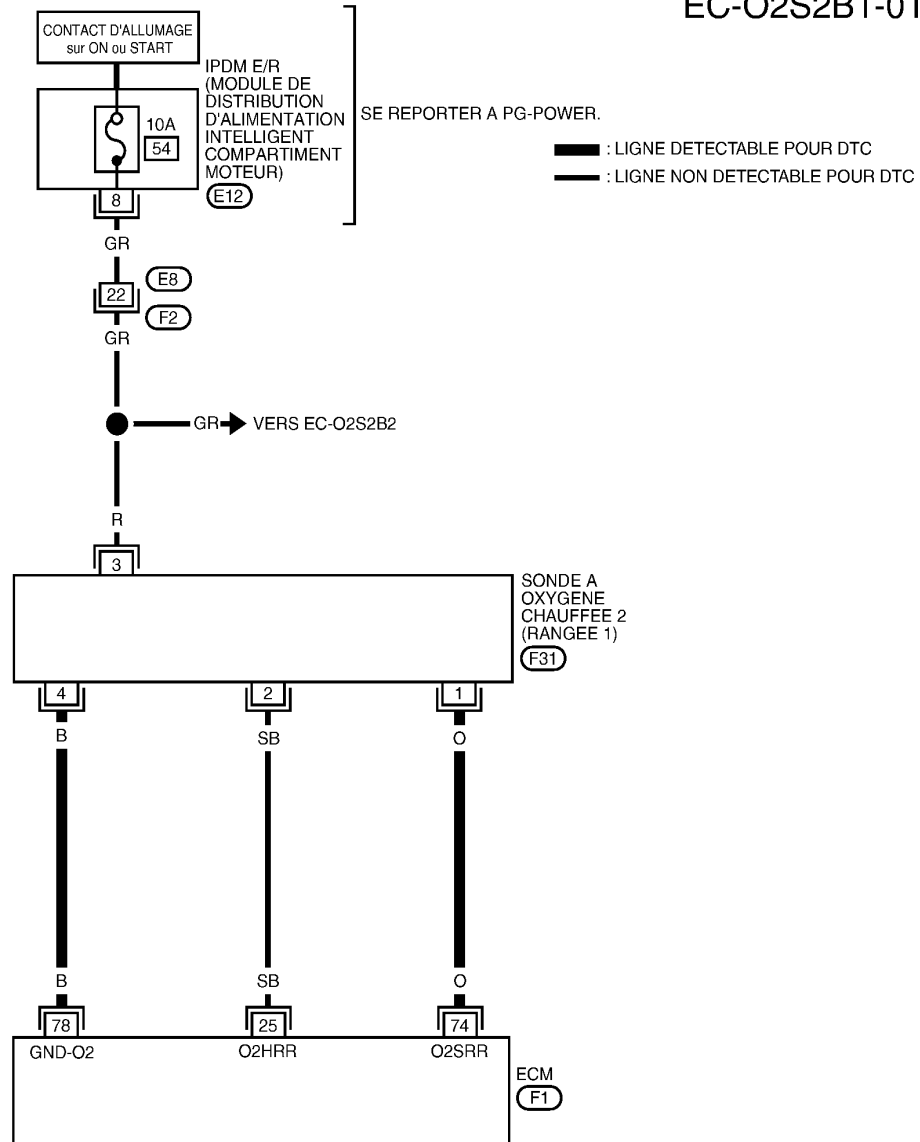 EC-O2S2B1-01
CONTACT D'ALLUMAGE
sur ON ou START
IPDM E/R
(MODULE DE
DISTRIBUTION
D'ALIMENTATION
INTELLIGENT
COMPARTIMENT
MOTEUR)
E12
SE REPORTER A PG-POWER.
10A
54
: LIGNE DETECTABLE POUR DTC
: LIGNE NON DETECTABLE POUR DTC
8
GR
22
E8
F2
GR
GR
VERS EC-O2S2B2
R
3
SONDE A
OXYGENE
CHAUFFEE 2
(RANGEE 1)
F31
4
2
1
B
SB
O
B
SB
O
78
25
74
GND-O2
O2HRR
O2SRR
ECM
F1